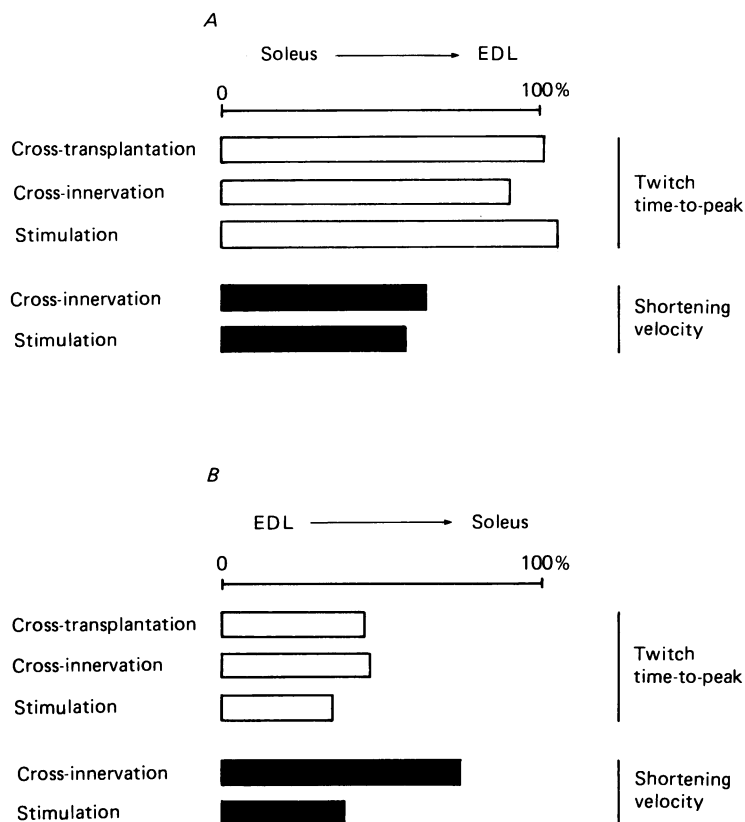 A
Soleus → EDL
0 100%
Cross-transplantation
Cross-innervation
Stimulation
Twitch
time-to-peak
Cross-innervation
Stimulation
Shortening
velocity
B
EDL → Soleus
0 100%
Cross-transplantation
Cross-innervation
Stimulation
Twitch
time-to-peak
Cross-innervation
Stimulation
Shortening
velocity